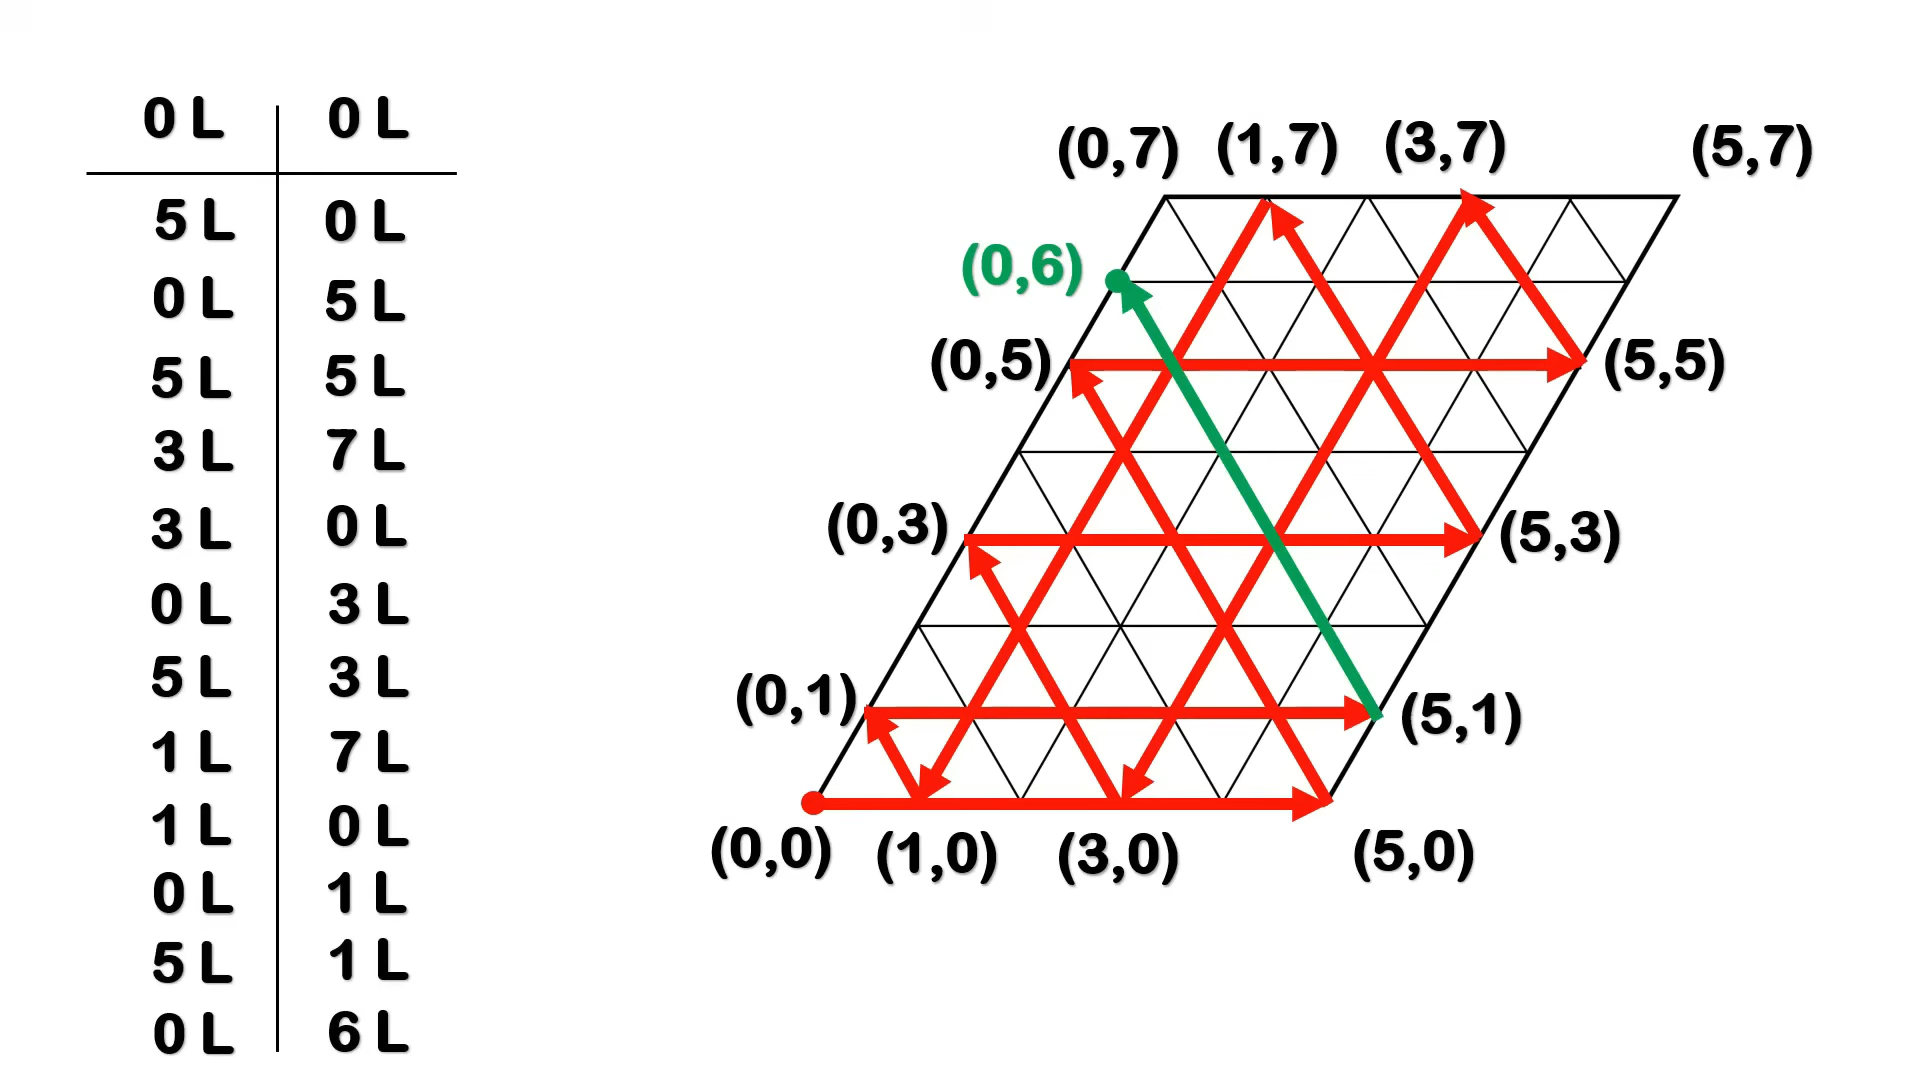 0 L 0 L
5 L 0 L
0 L 5 L
5 L 5 L
3 L 7 L
3 L 0 L
0 L 3 L
5 L 3 L
1 L 7 L
1 L 0 L
0 L 1 L
5 L 1 L
0 L 6 L
(0,7) (1,7) (3,7) (5,7)
(0,6)
(0,5) (5,5)
(0,3) (5,3)
(0,1) (5,1)
(0,0) (1,0) (3,0) (5,0)